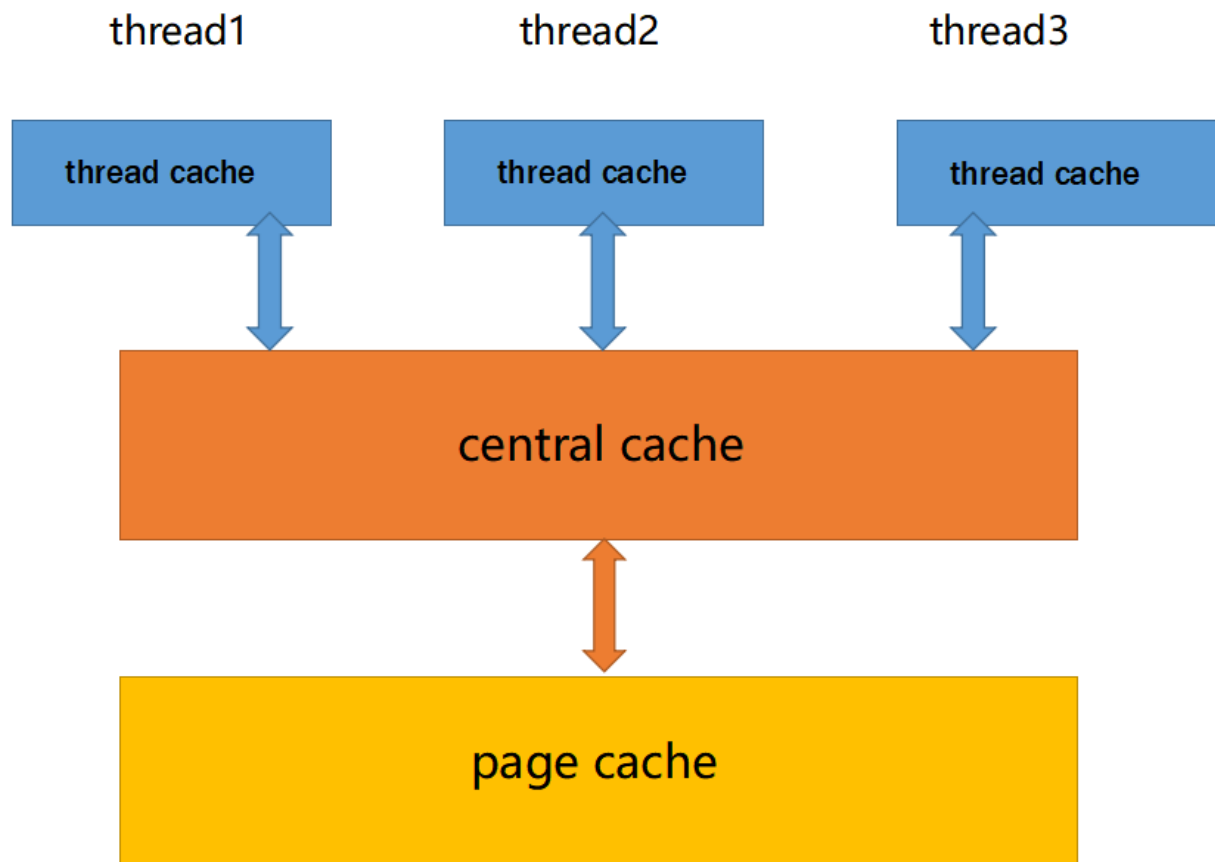 thread1 thread2 thread3
thread cache thread cache thread cache
central cache
page cache